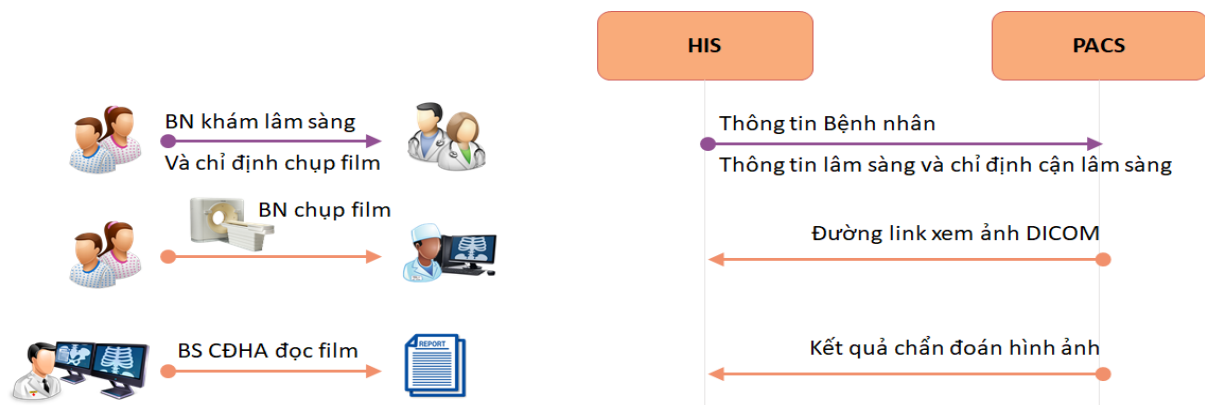 HIS
PACS
BN khám lâm sàng
Và chỉ định chụp film
Thông tin Bệnh nhân
Thông tin lâm sàng và chỉ định cận lâm sàng
BN chụp film
Đường link xem ảnh DICOM
BS CĐHA đọc film
REPORT
Kết quả chẩn đoán hình ảnh